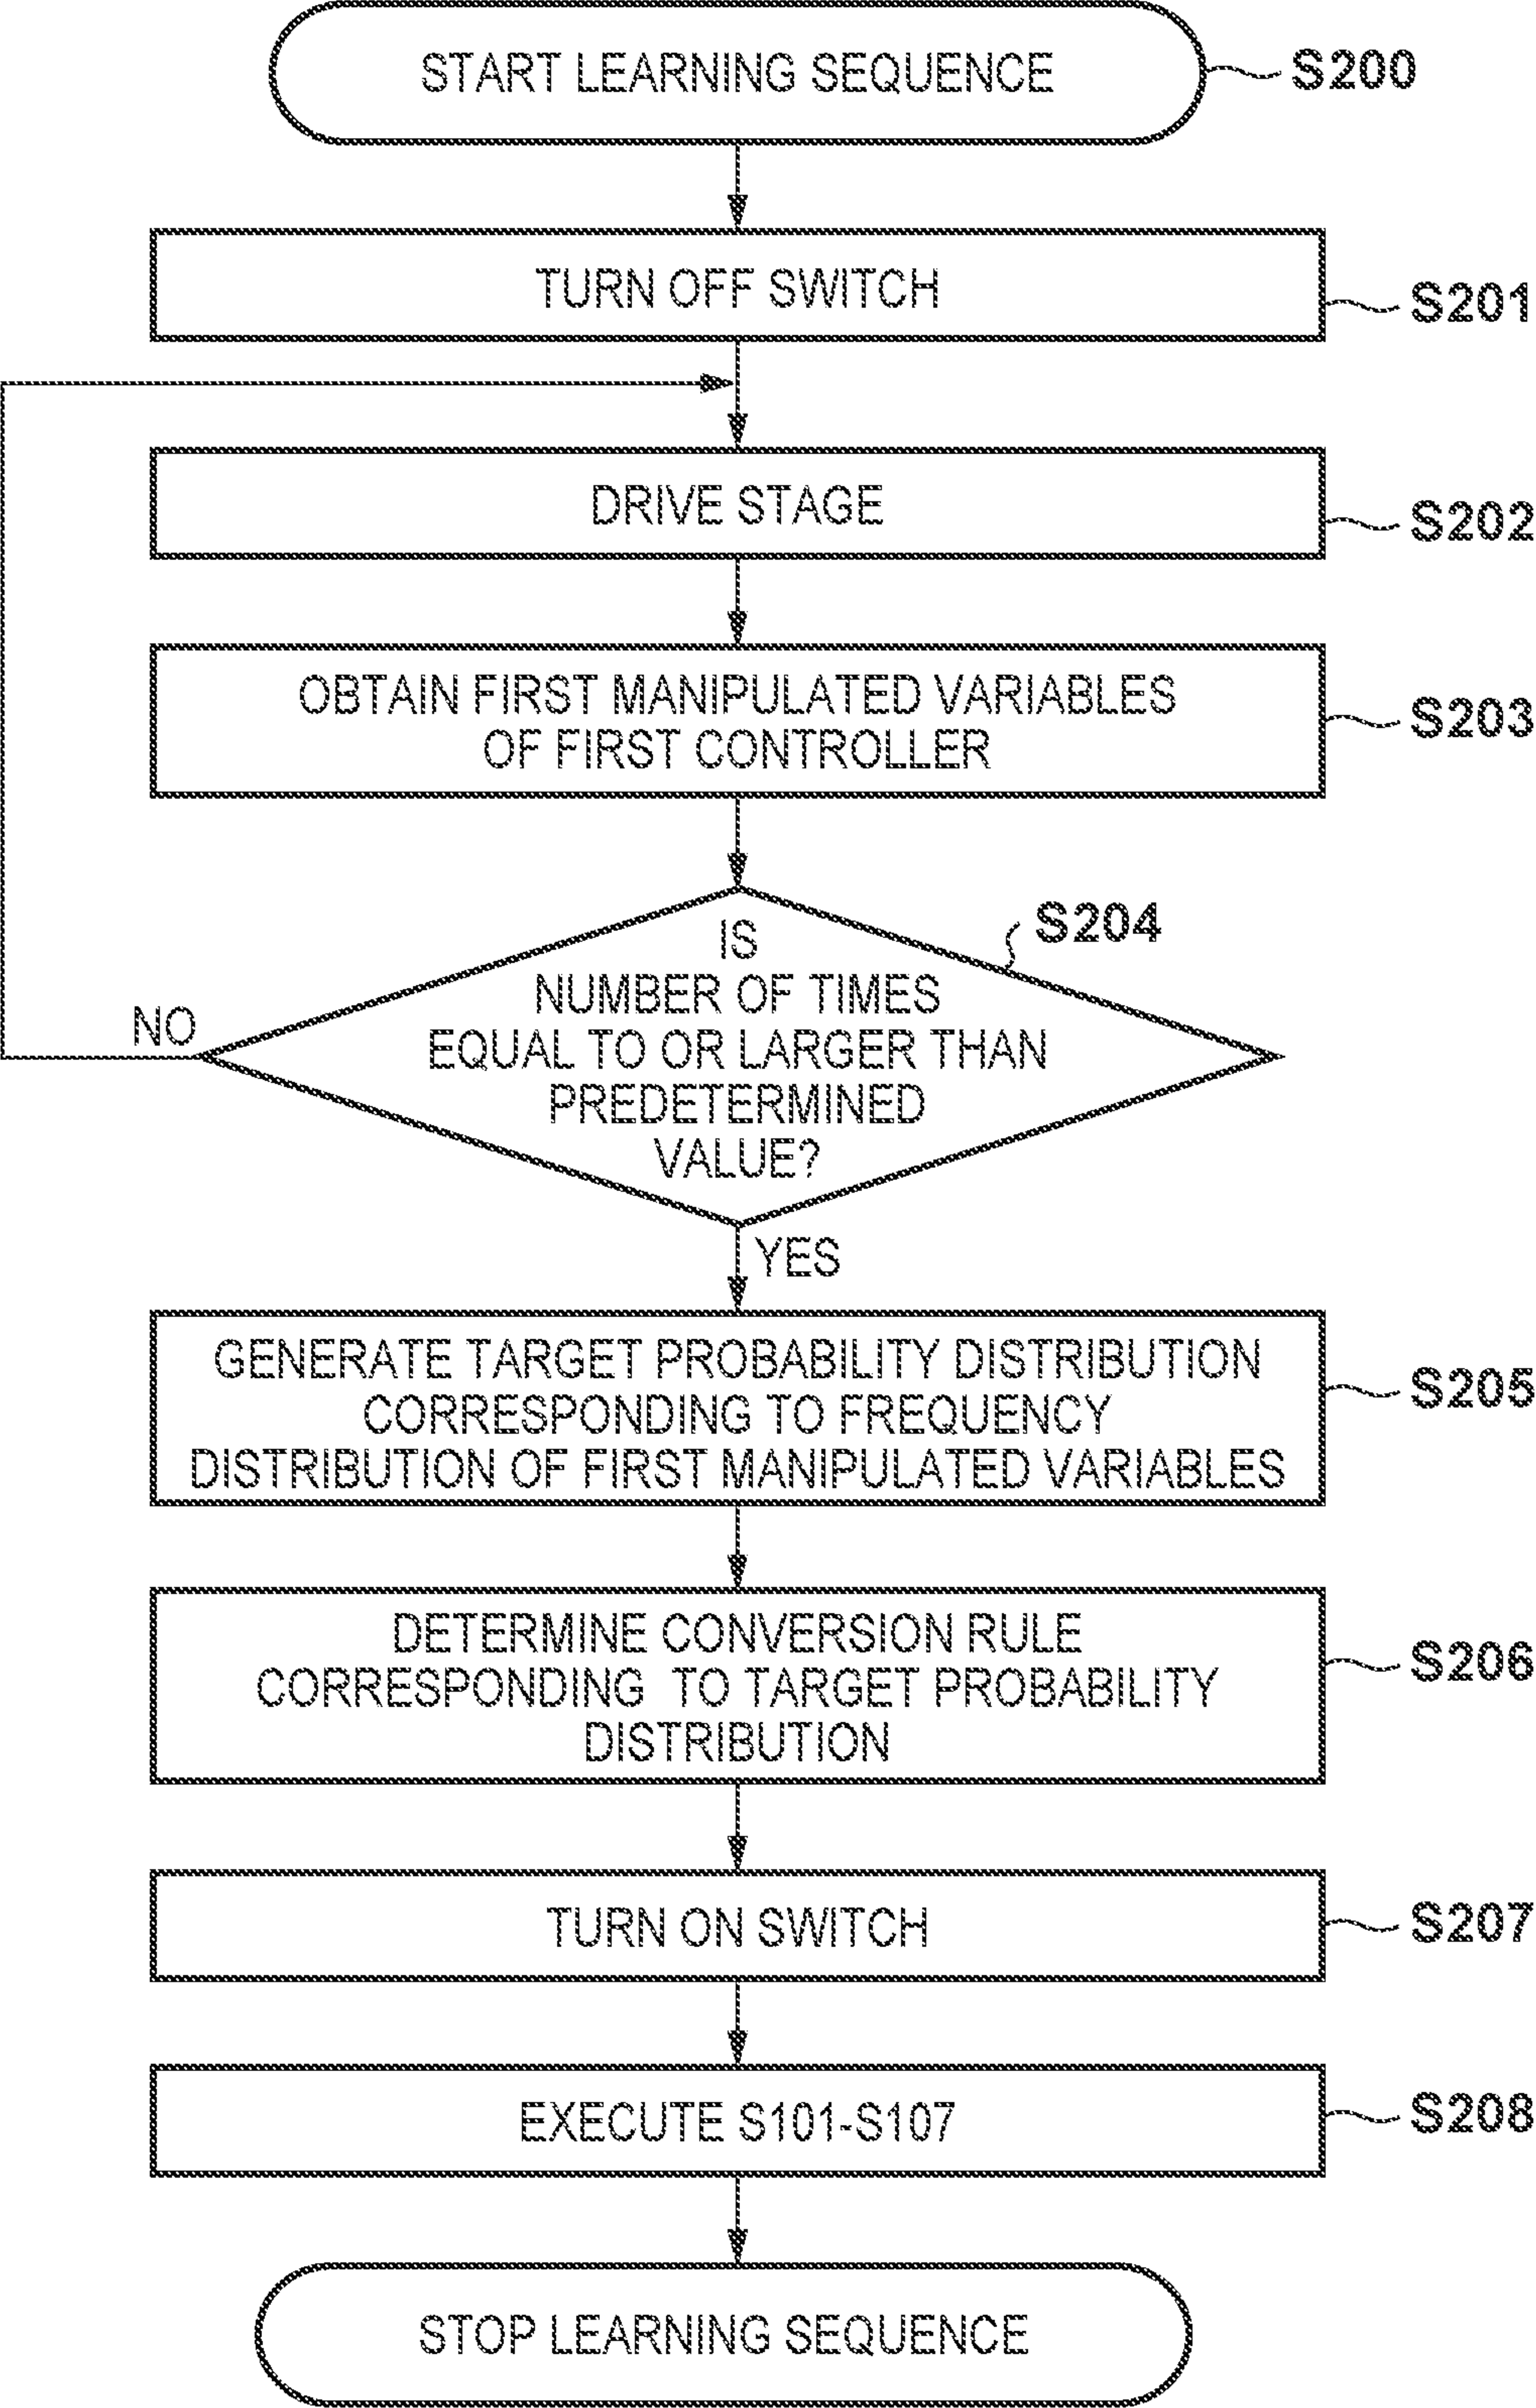 START LEARNING SEQUENCE
S200
TURN OFF SWITCH
S201
DRIVE STAGE
S202
OBTAIN FIRST MANIPULATED VARIABLES
OF FIRST CONTROLLER
S203
S204
IS
NUMBER OF TIMES
EQUAL TO OR LARGER THAN
PREDETERMINED
VALUE?
NO
YES
GENERATE TARGET PROBABILITY DISTRIBUTION
CORRESPONDING TO FREQUENCY
DISTRIBUTION OF FIRST MANIPULATED VARIABLES
S205
DETERMINE CONVERSION RULE
CORRESPONDING TO TARGET PROBABILITY
DISTRIBUTION
S206
TURN ON SWITCH
S207
EXECUTE S101-S107
S208
STOP LEARNING SEQUENCE